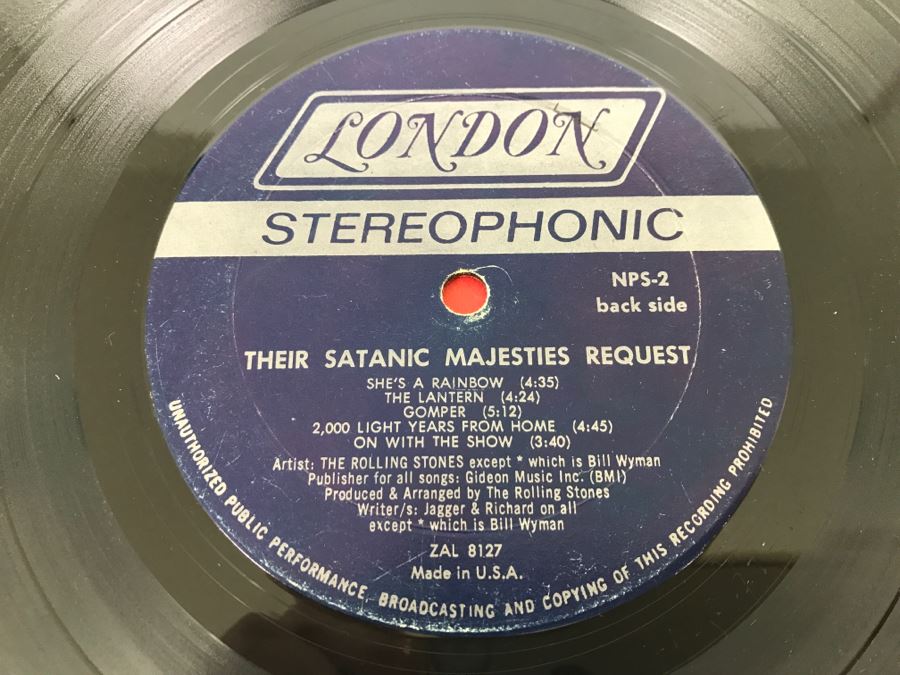 LONDON
STEREOPHONIC
NPS-2
back side
THEIR SATANIC MAJESTIES REQUEST
SHE'S A RAINBOW (4:35)
THE LANTERN (4:24)
GOMPER (5:12)
2,000 LIGHT YEARS FROM HOME (4:45)
ON WITH THE SHOW (3:40)
Artist: THE ROLLING STONES except * which is Bill Wyman
Publisher for all songs: Gideon Music Inc. (BMI)
Produced & Arranged by The Rolling Stones
Writer/s: Jagger & Richard on all
except * which is Bill Wyman
ZAL 8127
Made in U.S.A.
UNAUTHORIZED PUBLIC PERFORMANCE, BROADCASTING AND COPYING OF THIS RECORDING PROHIBITED